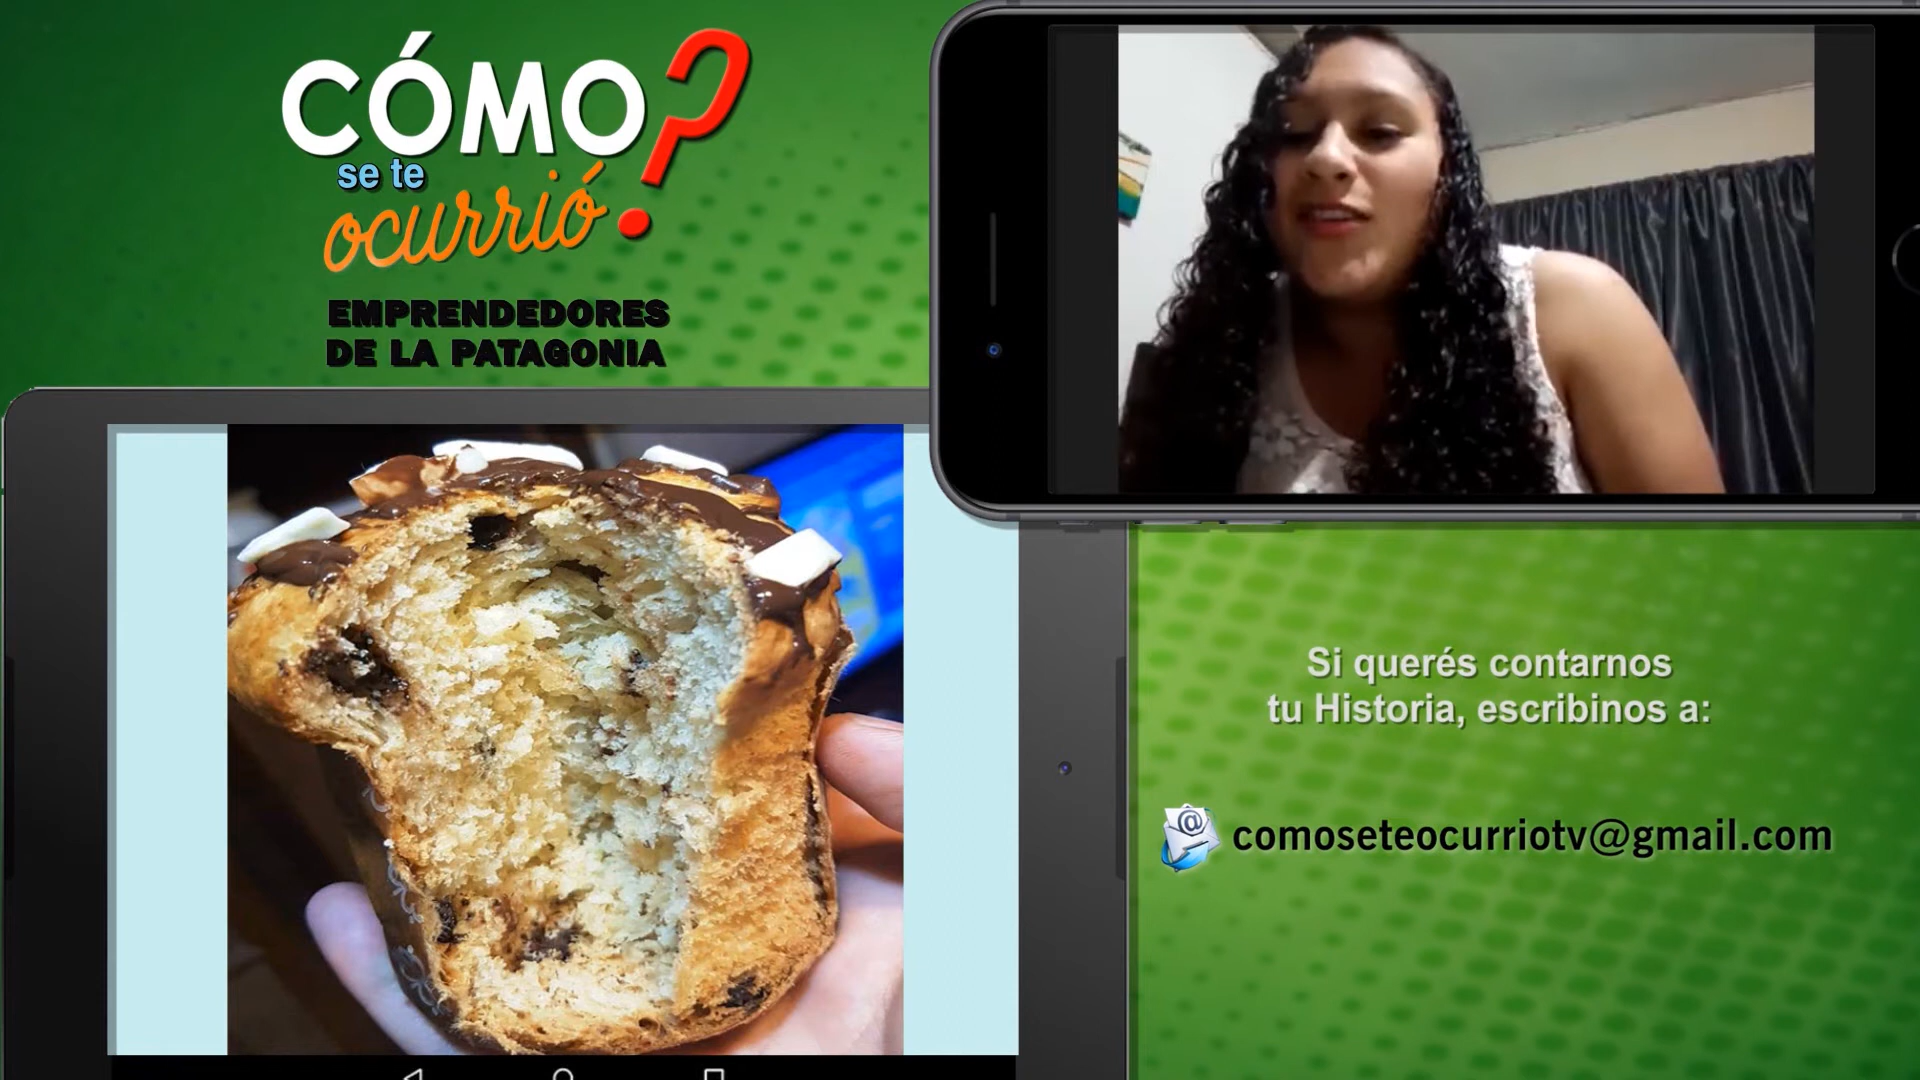 CÓMO?
se te
ocurrió
EMPRENDEDORES
DE LA PATAGONIA
Si querés contarnos
tu Historia, escribinos a:
@
comoseteocurriotv@gmail.com